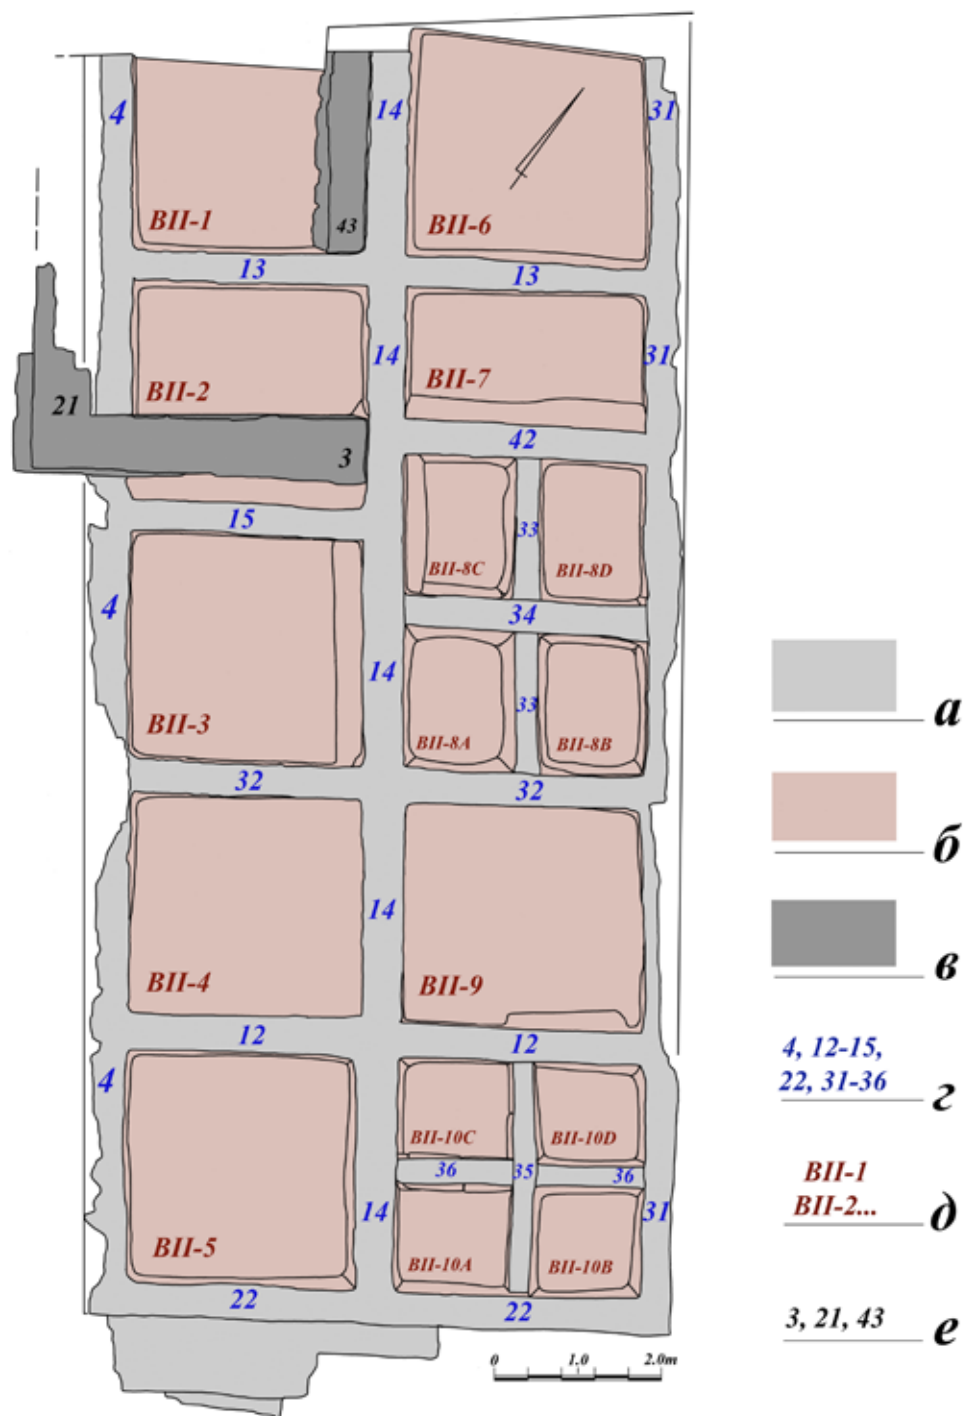 4
14
31
BII-1
43
BII-6
13
13
14
31
BII-2
BII-7
21
3
42
15
33
BII-8C
BII-8D
4
34
14
33
BII-3
BII-8A
BII-8B
32
32
14
BII-4
BII-9
12
12
4
BII-10C
BII-10D
36
35
36
14
31
BII-5
BII-10A
BII-10B
22
22
0
1.0
2.0m
а
б
в
4, 12-15,
22, 31-36
г
BII-1
BII-2...
д
3, 21, 43
е